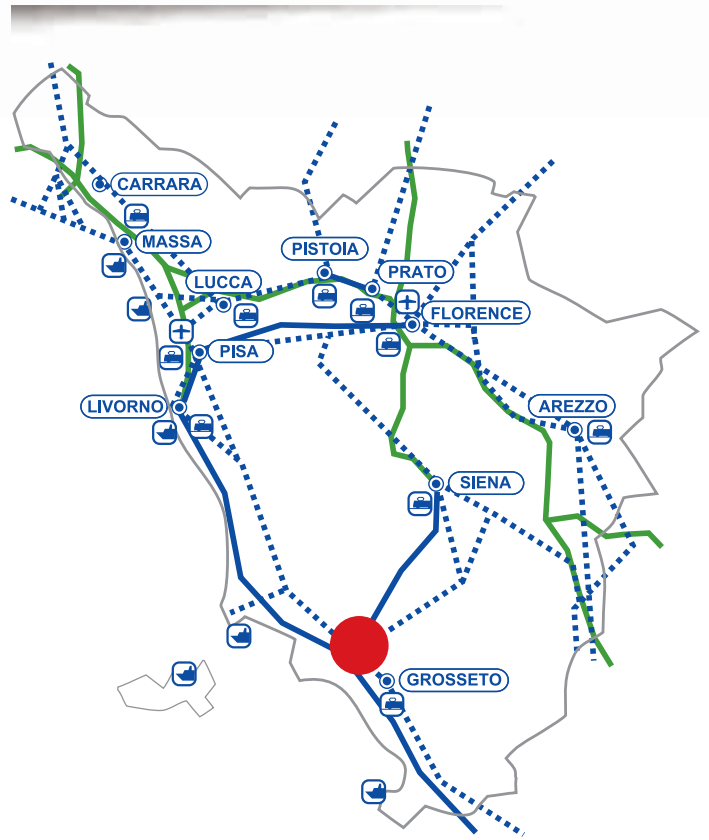 CARRARA
MASSA
PISTOIA
LUCCA
PRATO
FLORENCE
PISA
LIVORNO
AREZZO
SIENA
GROSSETO